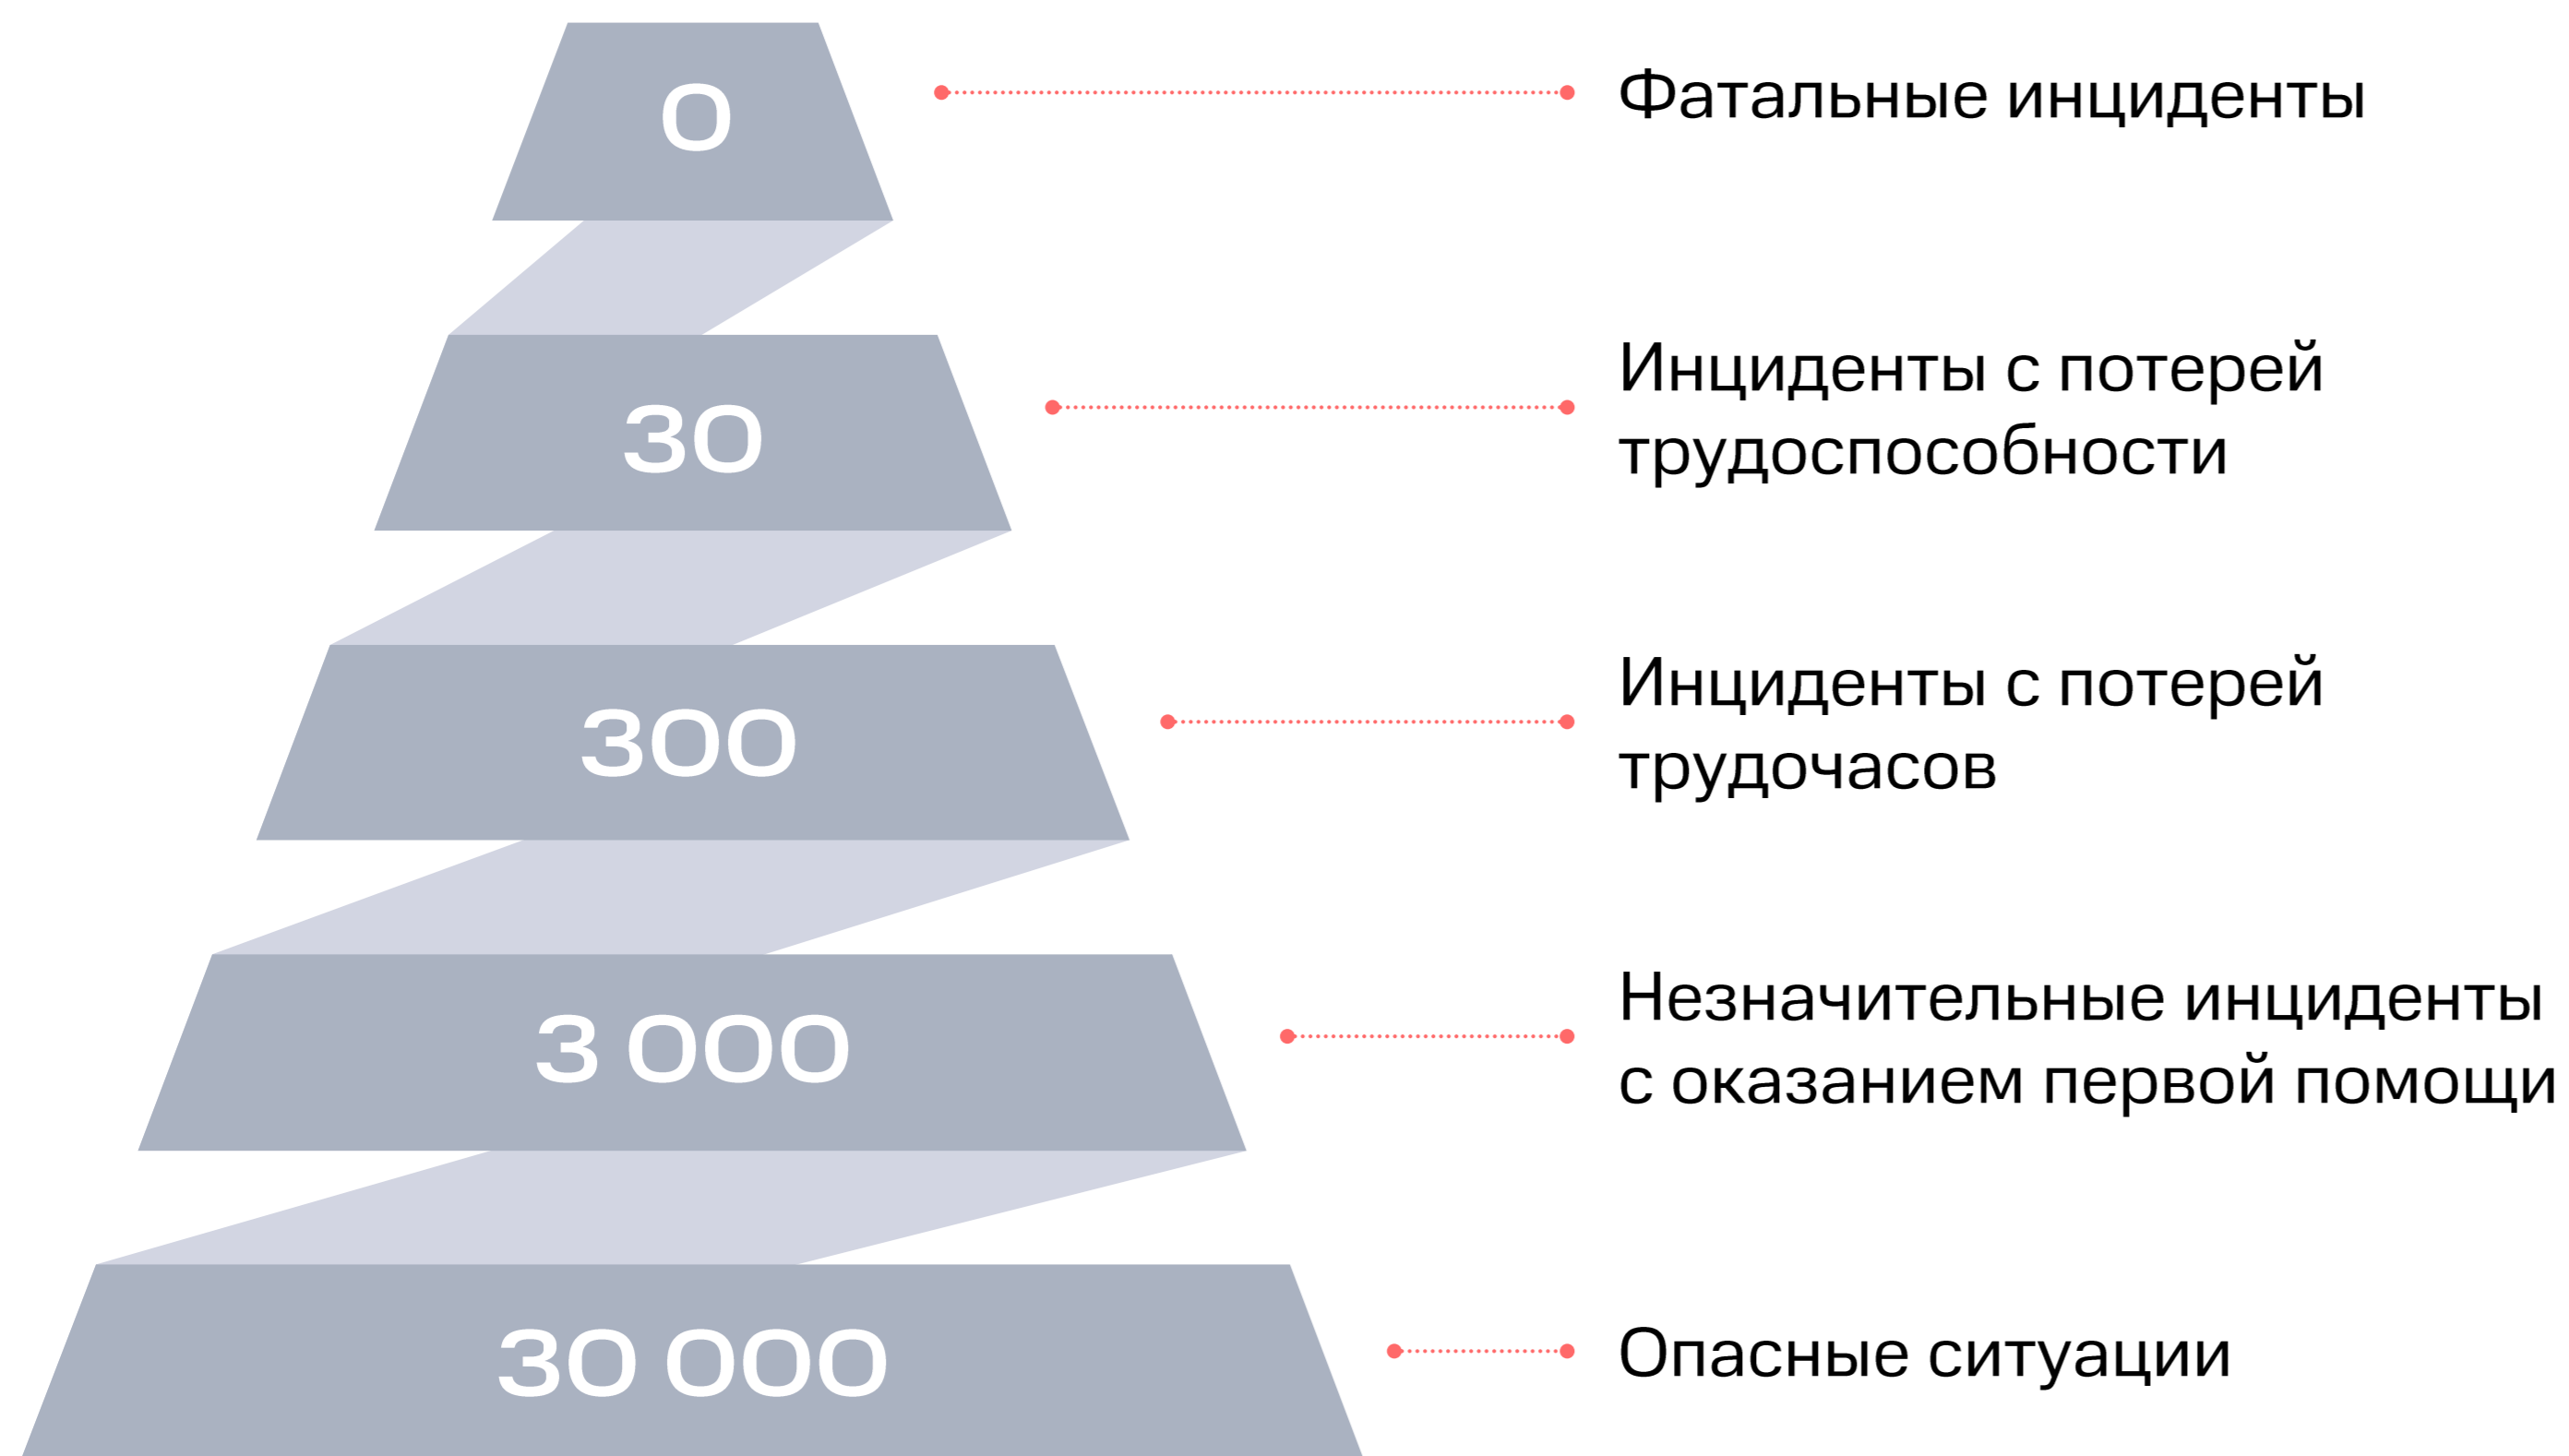 0
Фатальные инциденты
30
Инциденты с потерей
трудоспособности
300
Инциденты с потерей
трудочасов
3 000
Незначительные инциденты
с оказанием первой помощи
30 000
Опасные ситуации